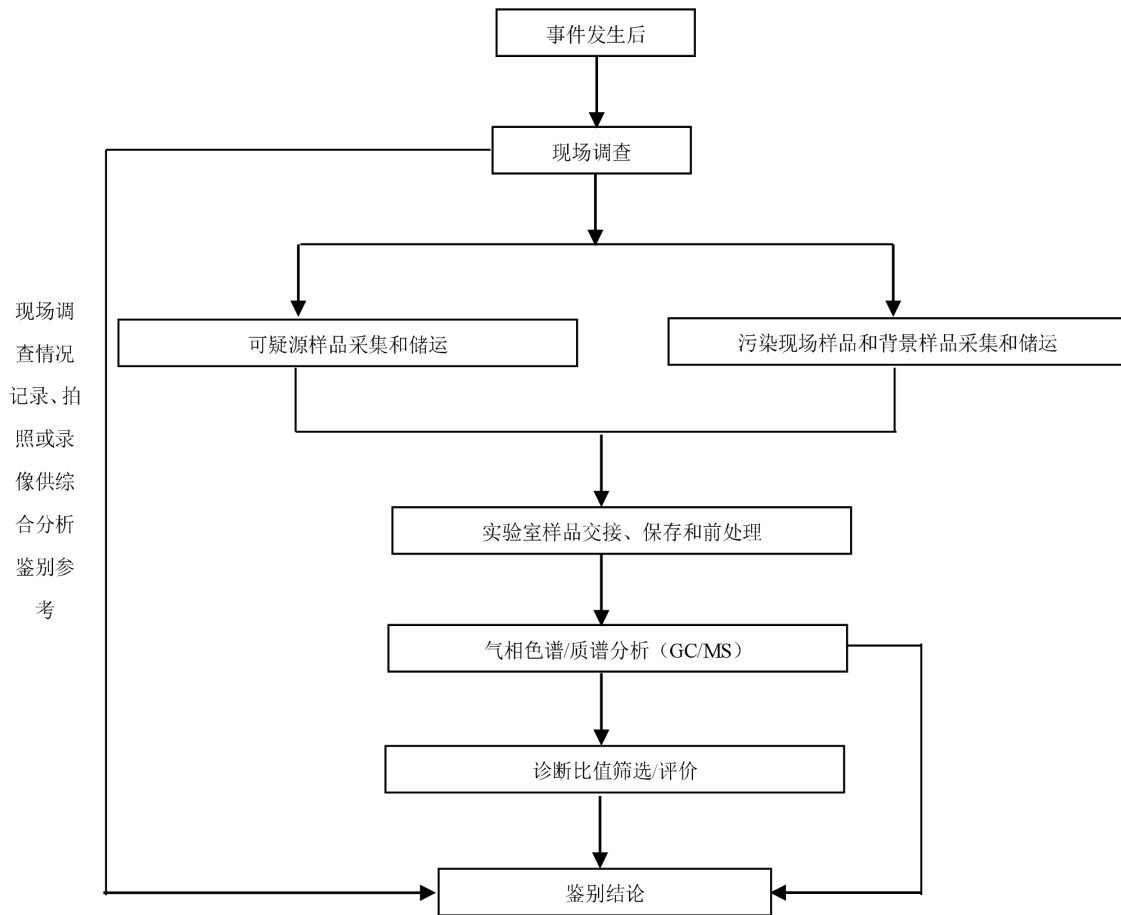 事件发生后
现场调查
现场调
查情况
记录、拍
照或录
像供综
合分析
鉴别参
考
可疑源样品采集和储运
污染现场样品和背景样品采集和储运
实验室样品交接、保存和前处理
气相色谱/质谱分析（GC/MS）
诊断比值筛选/评价
鉴别结论